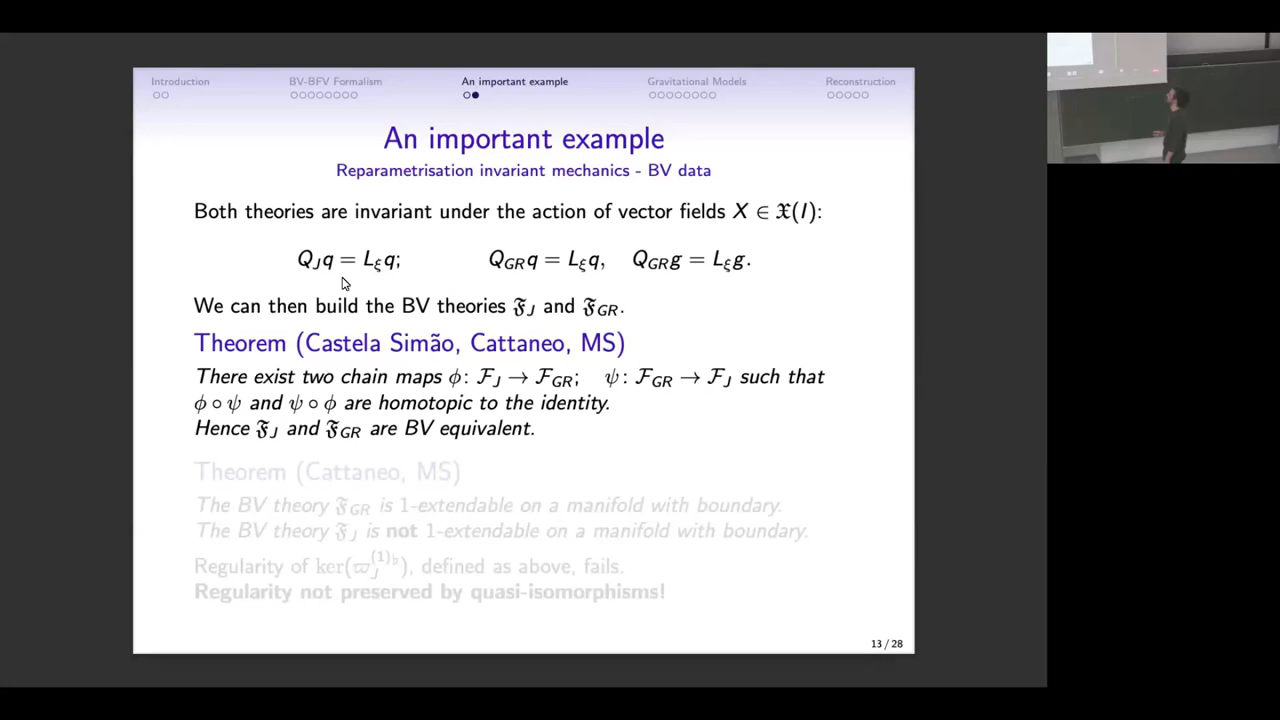 Introduction BV-BFV Formalism An important example Gravitational Models Reconstruction
An important example
Reparametrisation invariant mechanics - BV data
Both theories are invariant under the action of vector fields X ∈ 𝔛(I):
Q_J q = L_ξ q; Q_GR q = L_ξ q, Q_GR g = L_ξ g.
We can then build the BV theories 𝔉_J and 𝔉_GR.
Theorem (Castela Simão, Cattaneo, MS)
There exist two chain maps ϕ: ℱ_J → ℱ_GR; ψ: ℱ_GR → ℱ_J such that
ϕ ∘ ψ and ψ ∘ ϕ are homotopic to the identity.
Hence 𝔉_J and 𝔉_GR are BV equivalent.
Theorem (Cattaneo, MS)
The BV theory 𝔉_GR is 1-extendable on a manifold with boundary.
The BV theory 𝔉_J is not 1-extendable on a manifold with boundary.
Regularity of ker(ϖ_J^(1)♭), defined as above, fails.
Regularity not preserved by quasi-isomorphisms!
13 / 28